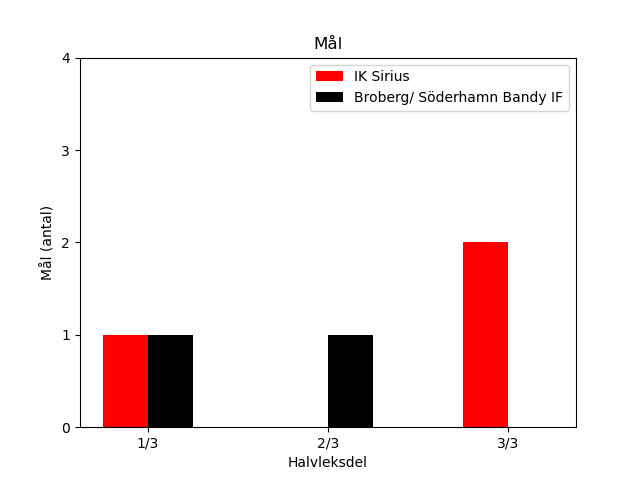 Mål
IK Sirius
Broberg/ Söderhamn Bandy IF
Mål (antal)
4
3
2
1
0
1/3
2/3
3/3
Halvleksdel